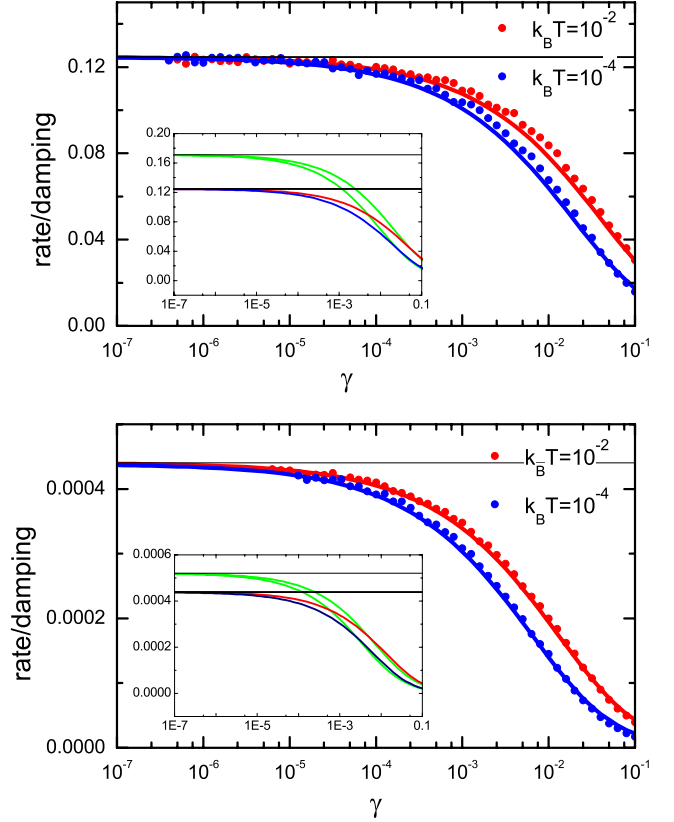 k_B T=10^-2
k_B T=10^-4
rate/damping
0.12
0.08
0.04
0.00
0.20
0.16
0.12
0.08
0.04
0.00
1E-7 1E-5 1E-3 0.1
10^-7 10^-6 10^-5 10^-4 10^-3 10^-2 10^-1
γ
k_B T=10^-2
k_B T=10^-4
rate/damping
0.0004
0.0002
0.0000
0.0006
0.0004
0.0002
0.0000
1E-7 1E-5 1E-3 0.1
10^-7 10^-6 10^-5 10^-4 10^-3 10^-2 10^-1
γ